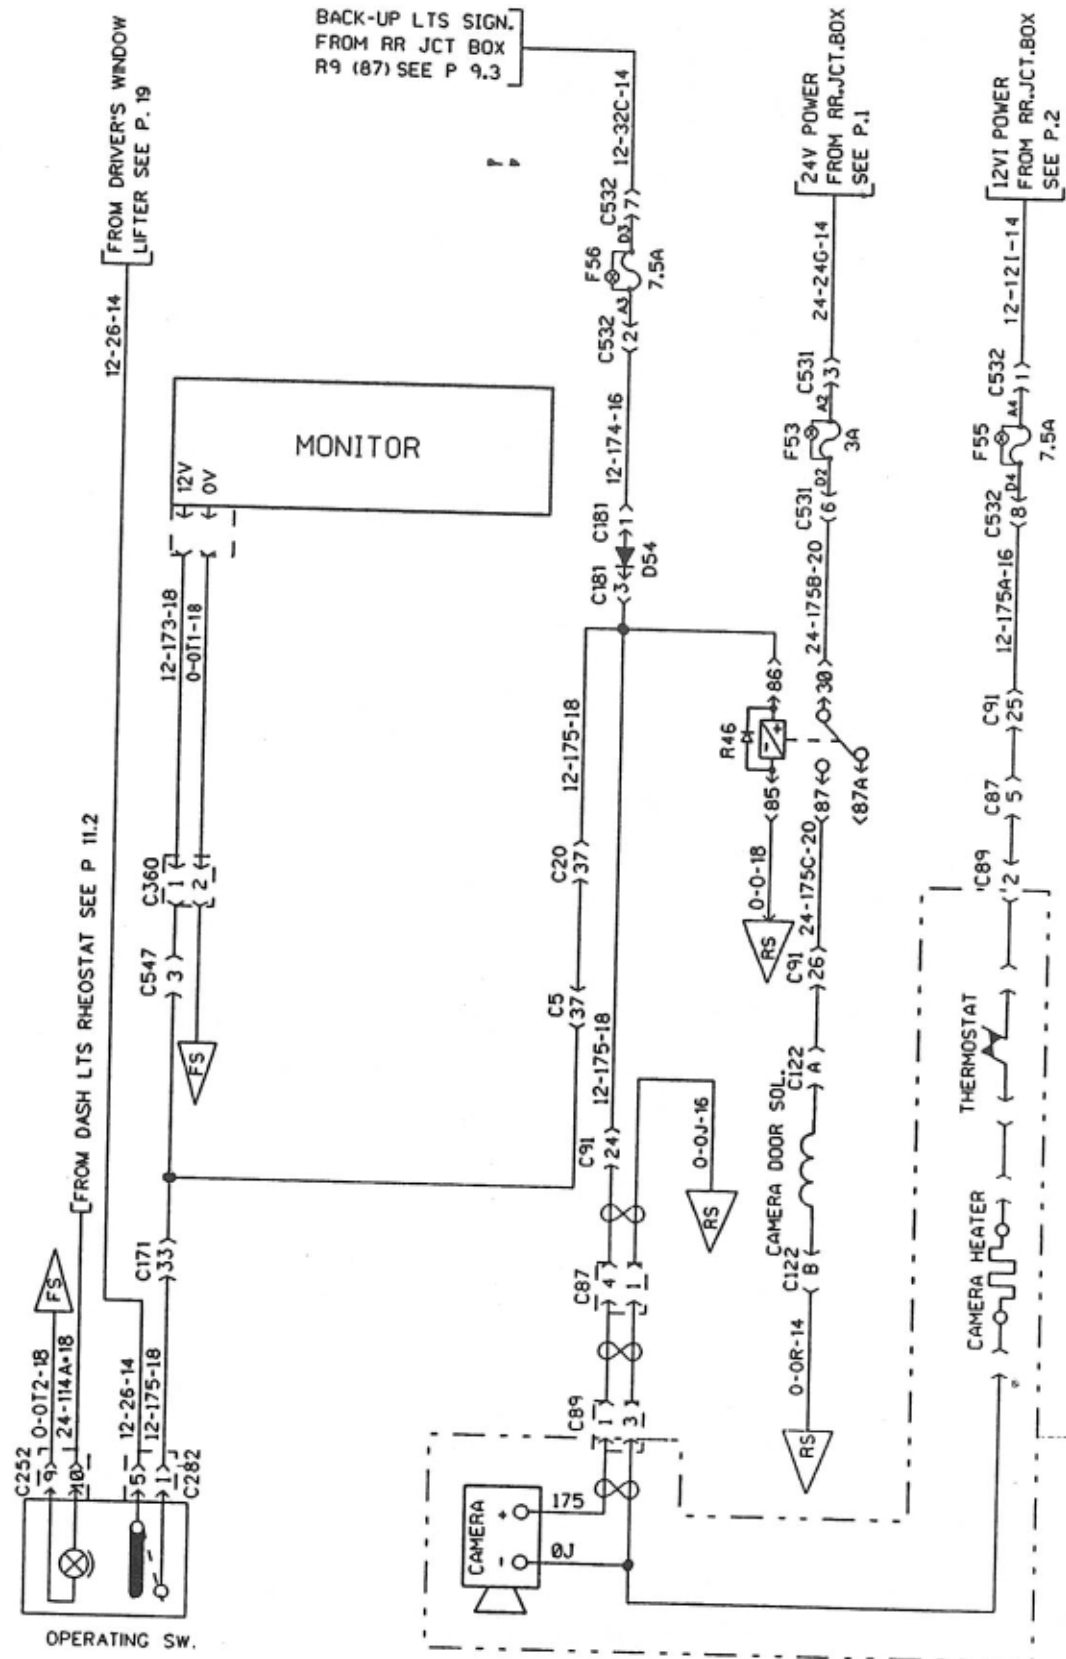 BACK-UP LTS SIGN.
FROM RR JCT BOX
R9 (87) SEE P 9.3
FROM DRIVER'S WINDOW
LIFTER SEE P. 19
12-26-14
12-32C-14
C532
7
D3
F56
7.5A
A3
C532
2
12-174-16
C181
1
D54
C181
3
24V POWER
FROM RR.JCT.BOX
SEE P.1
24-24G-14
C531
3
A2
F53
3A
D2
C531
6
24-175B-20
30
12VI POWER
FROM RR.JCT.BOX
SEE P.2
12-12I-14
C532
1
A4
F55
7.5A
D4
C532
8
12-175A-16
C91
25
C87
5
C89
2
MONITOR
12V
0V
12-173-18
0-0T1-18
C360
1
2
C547
3
FS
FROM DASH LTS RHEOSTAT SEE P 11.2
12-175-18
C20
37
C5
37
12-175-18
C91
24
86
R46
- +
85
0-0-18
RS
87
87A
24-175C-20
C91
26
C122
A
CAMERA DOOR SOL.
C122
B
0-0R-14
RS
0-0J-16
RS
C87
4
1
C89
1
3
THERMOSTAT
CAMERA HEATER
FS
C171
33
0-0T2-18
24-114A-18
12-26-14
12-175-18
C252
9
10
5
1
C282
OPERATING SW.
CAMERA
+
-
175
0J